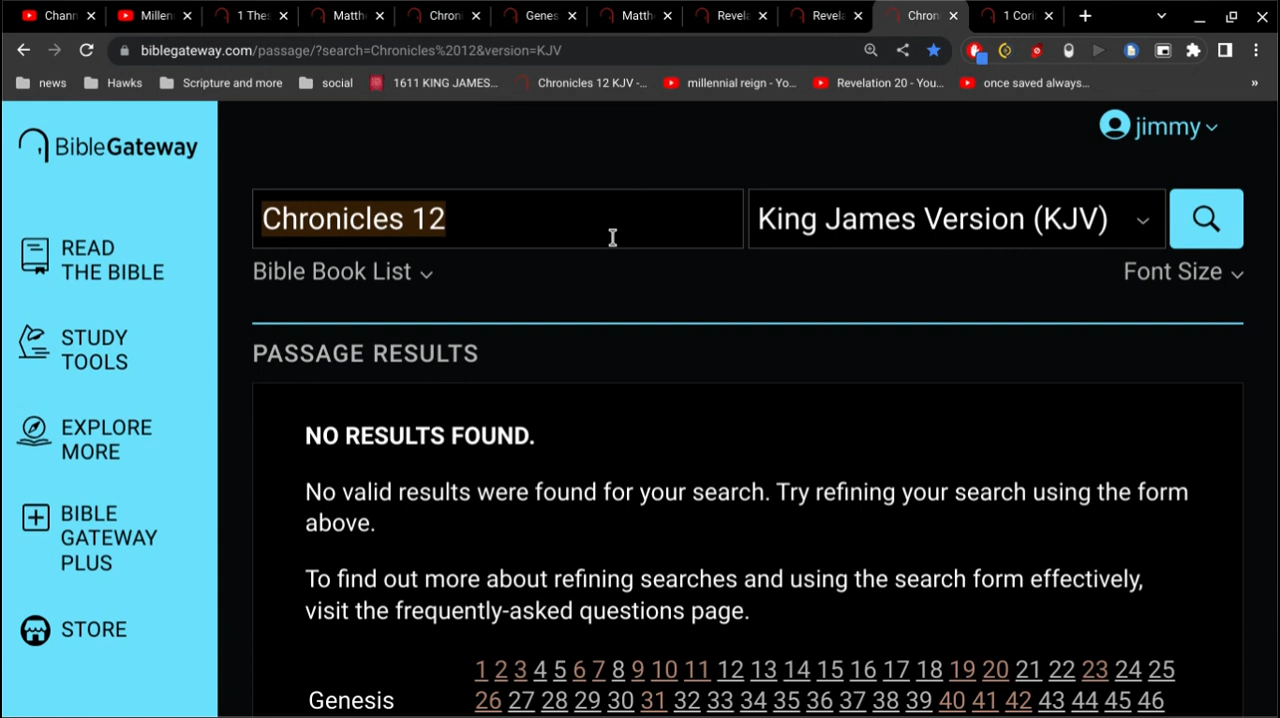 Chann
Millen
1 Thes
Matth
Chroni
Genes
Matth
Revela
Revela
Chron
1 Cori
biblegateway.com/passage/?search=Chronicles%2012&version=KJV
news
Hawks
Scripture and more
social
1611 KING JAMES...
Chronicles 12 KJV -...
millennial reign - Yo...
Revelation 20 - You...
once saved always...
»
BibleGateway
jimmy
Chronicles 12
King James Version (KJV)
Bible Book List
Font Size
READ
THE BIBLE
STUDY
TOOLS
EXPLORE
MORE
BIBLE
GATEWAY
PLUS
STORE
PASSAGE RESULTS
NO RESULTS FOUND.
No valid results were found for your search. Try refining your search using the form
above.
To find out more about refining searches and using the search form effectively,
visit the frequently-asked questions page.
Genesis
1 2 3 4 5 6 7 8 9 10 11 12 13 14 15 16 17 18 19 20 21 22 23 24 25
26 27 28 29 30 31 32 33 34 35 36 37 38 39 40 41 42 43 44 45 46